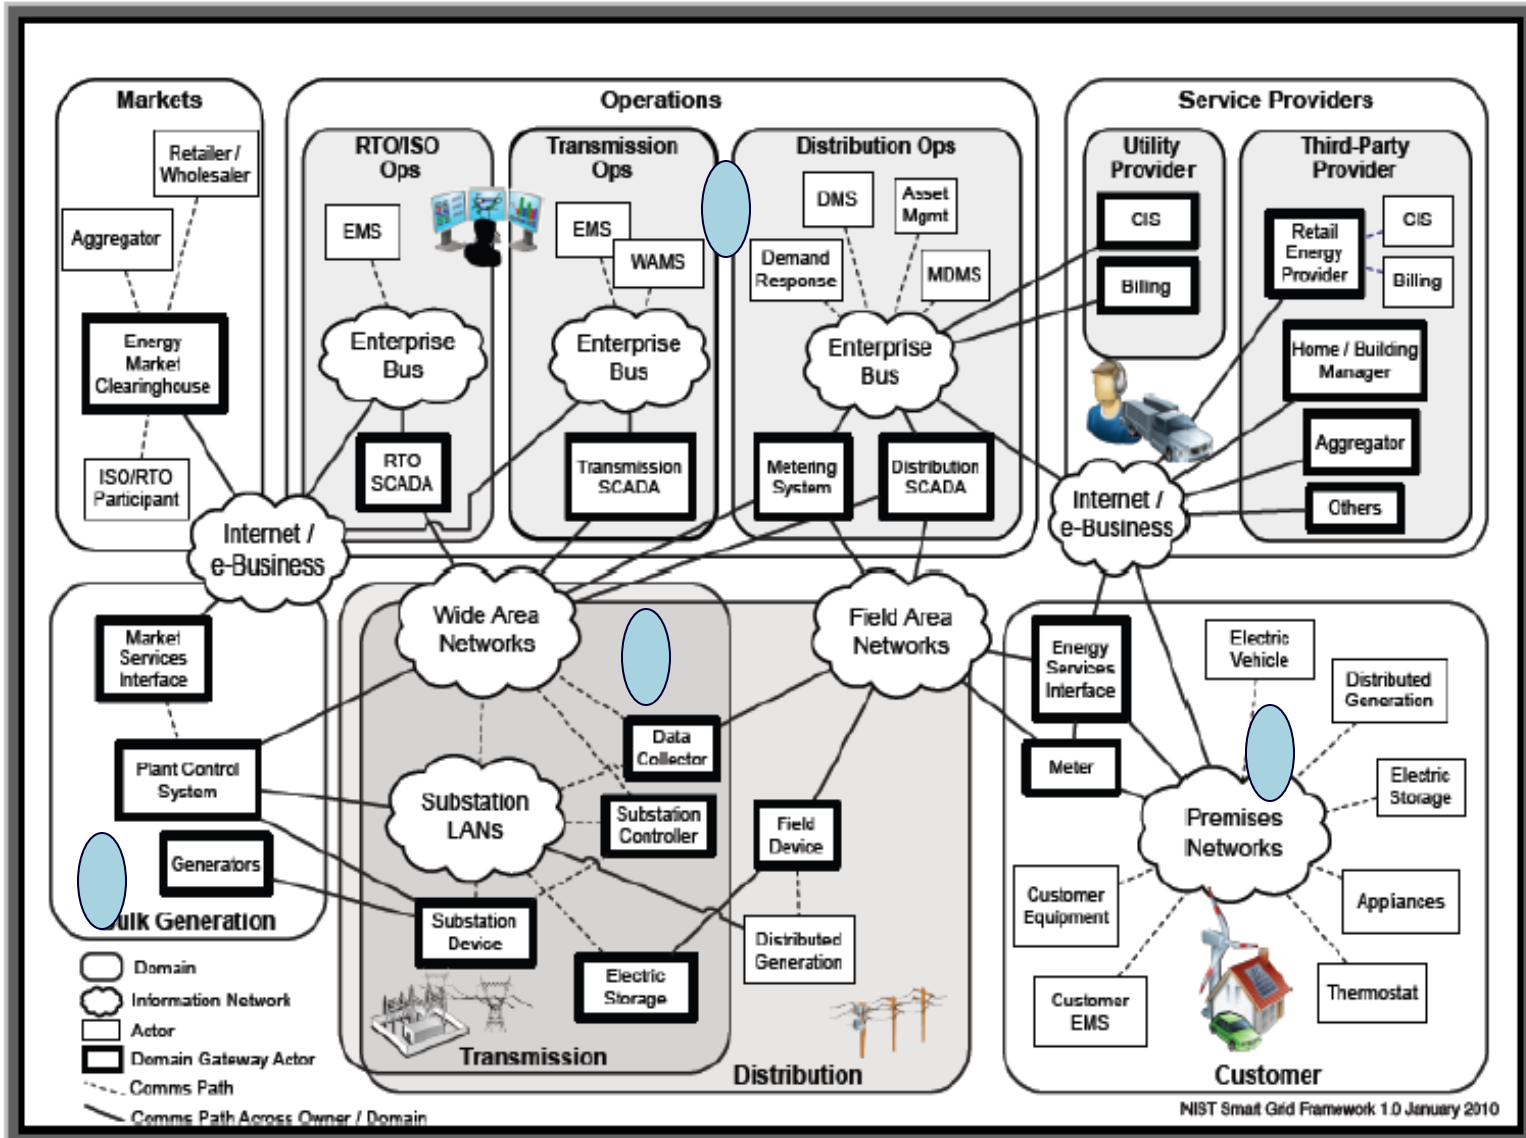 Markets
Retailer /
Wholesaler
Aggregator
Energy
Market
Clearinghouse
ISO/RTO
Participant
Internet /
e-Business
Operations
RTO/ISO
Ops
EMS
Enterprise
Bus
RTO
SCADA
Transmission
Ops
EMS
WAMS
Enterprise
Bus
Transmission
SCADA
Distribution Ops
DMS
Asset
Mgmt
Demand
Response
MDMS
Enterprise
Bus
Metering
System
Distribution
SCADA
Service Providers
Utility
Provider
CIS
Billing
Third-Party
Provider
Retail
Energy
Provider
CIS
Billing
Home / Building
Manager
Aggregator
Others
Internet /
e-Business
Market
Services
Interface
Plant Control
System
Generators
ulk Generation
Wide Area
Networks
Substation
LANs
Data
Collector
Substation
Controller
Substation
Device
Electric
Storage
Transmission
Field Area
Networks
Field
Device
Distributed
Generation
Distribution
Energy
Services
Interface
Meter
Electric
Vehicle
Distributed
Generation
Electric
Storage
Premises
Networks
Customer
Equipment
Appliances
Customer
EMS
Thermostat
Customer
Domain
Information Network
Actor
Domain Gateway Actor
Comms Path
Comms Path Across Owner / Domain
NIST Smart Grid Framework 1.0 January 2010